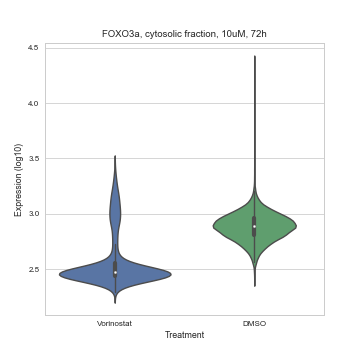 FOXO3a, cytosolic fraction, 10uM, 72h
4.5
4.0
3.5
3.0
2.5
Expression (log10)
Vorinostat
DMSO
Treatment